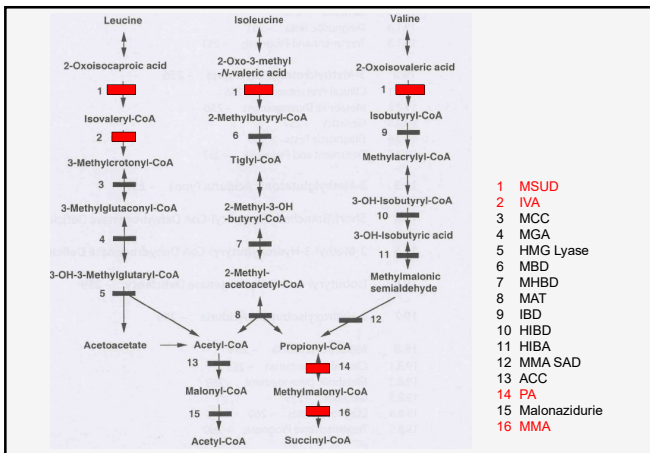 Leucine
Isoleucine
Valine
2-Oxoisocaproic acid
2-Oxo-3-methyl
-N-valeric acid
2-Oxoisovaleric acid
1
1
1
Isovaleryl-CoA
2-Methylbutyryl-CoA
Isobutyryl-CoA
2
6
9
3-Methylcrotonyl-CoA
Tiglyl-CoA
Methylacrylyl-CoA
3
3-Methylglutaconyl-CoA
2-Methyl-3-OH
-butyryl-CoA
3-OH-Isobutyryl-CoA
10
3-OH-Isobutyric acid
4
7
11
3-OH-3-Methylglutaryl-CoA
2-Methyl-
acetoacetyl-CoA
Methylmalonic
semialdehyde
5
8
12
Acetoacetate
Acetyl-CoA
Propionyl-CoA
13
14
Malonyl-CoA
Methylmalonyl-CoA
15
16
Acetyl-CoA
Succinyl-CoA
1 MSUD
2 IVA
3 MCC
4 MGA
5 HMG Lyase
6 MBD
7 MHBD
8 MAT
9 IBD
10 HIBD
11 HIBA
12 MMA SAD
13 ACC
14 PA
15 Malonazidurie
16 MMA